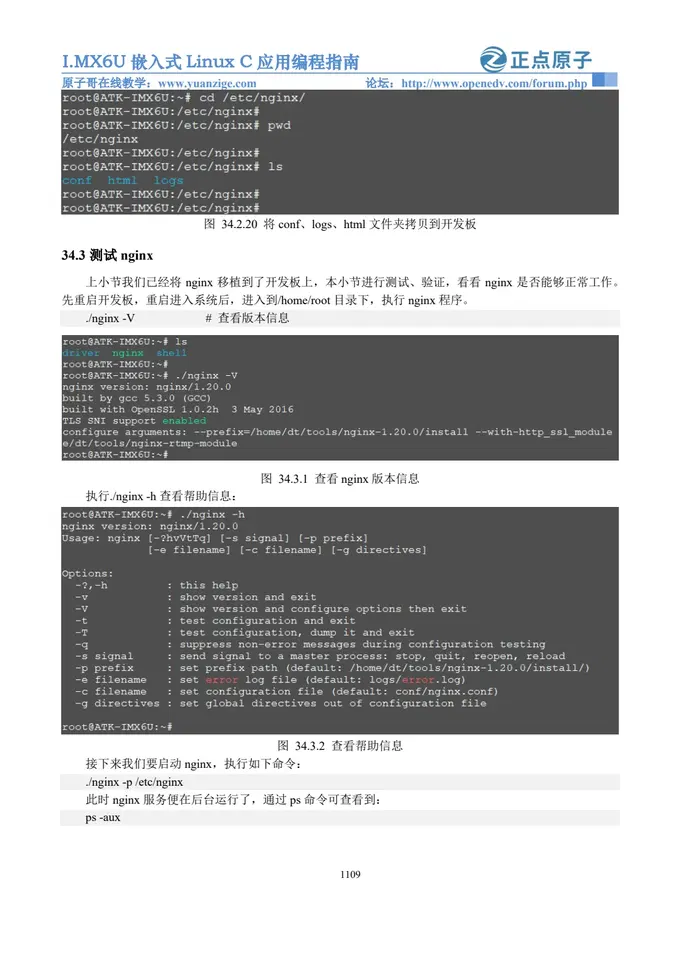 I.MX6U 嵌入式 Linux C 应用编程指南
正点原子
原子哥在线教学：www.yuanzige.com 论坛：http://www.openedv.com/forum.php
root@ATK-IMX6U:~# cd /etc/nginx/
root@ATK-IMX6U:/etc/nginx#
root@ATK-IMX6U:/etc/nginx# pwd
/etc/nginx
root@ATK-IMX6U:/etc/nginx#
root@ATK-IMX6U:/etc/nginx# ls
conf html logs
root@ATK-IMX6U:/etc/nginx#
root@ATK-IMX6U:/etc/nginx#
图 34.2.20 将 conf、logs、html 文件夹拷贝到开发板
34.3 测试 nginx
上小节我们已经将 nginx 移植到了开发板上，本小节进行测试、验证，看看 nginx 是否能够正常工作。
先重启开发板，重启进入系统后，进入到/home/root 目录下，执行 nginx 程序。
./nginx -V # 查看版本信息
root@ATK-IMX6U:~# ls
driver nginx shell
root@ATK-IMX6U:~#
root@ATK-IMX6U:~# ./nginx -V
nginx version: nginx/1.20.0
built by gcc 5.3.0 (GCC)
built with OpenSSL 1.0.2h 3 May 2016
TLS SNI support enabled
configure arguments: --prefix=/home/dt/tools/nginx-1.20.0/install --with-http_ssl_module
e/dt/tools/nginx-rtmp-module
root@ATK-IMX6U:~#
图 34.3.1 查看 nginx 版本信息
执行./nginx -h 查看帮助信息：
root@ATK-IMX6U:~# ./nginx -h
nginx version: nginx/1.20.0
Usage: nginx [-?hvVtTq] [-s signal] [-p prefix]
[-e filename] [-c filename] [-g directives]
Options:
-?,-h : this help
-v : show version and exit
-V : show version and configure options then exit
-t : test configuration and exit
-T : test configuration, dump it and exit
-q : suppress non-error messages during configuration testing
-s signal : send signal to a master process: stop, quit, reopen, reload
-p prefix : set prefix path (default: /home/dt/tools/nginx-1.20.0/install/)
-e filename : set error log file (default: logs/error.log)
-c filename : set configuration file (default: conf/nginx.conf)
-g directives : set global directives out of configuration file
root@ATK-IMX6U:~#
图 34.3.2 查看帮助信息
接下来我们要启动 nginx，执行如下命令：
./nginx -p /etc/nginx
此时 nginx 服务便在后台运行了，通过 ps 命令可查看到：
ps -aux
1109